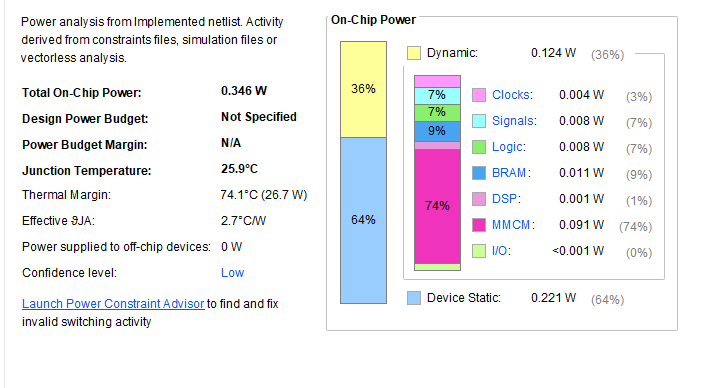 Power analysis from Implemented netlist. Activity
derived from constraints files, simulation files or
vectorless analysis.
Total On-Chip Power: 0.346 W
Design Power Budget: Not Specified
Power Budget Margin: N/A
Junction Temperature: 25.9°C
Thermal Margin: 74.1°C (26.7 W)
Effective ϑJA: 2.7°C/W
Power supplied to off-chip devices: 0 W
Confidence level: Low
Launch Power Constraint Advisor to find and fix
invalid switching activity
On-Chip Power
36%
64%
Dynamic: 0.124 W (36%)
7%
7%
9%
74%
Clocks: 0.004 W (3%)
Signals: 0.008 W (7%)
Logic: 0.008 W (7%)
BRAM: 0.011 W (9%)
DSP: 0.001 W (1%)
MMCM: 0.091 W (74%)
I/O: <0.001 W (0%)
Device Static: 0.221 W (64%)